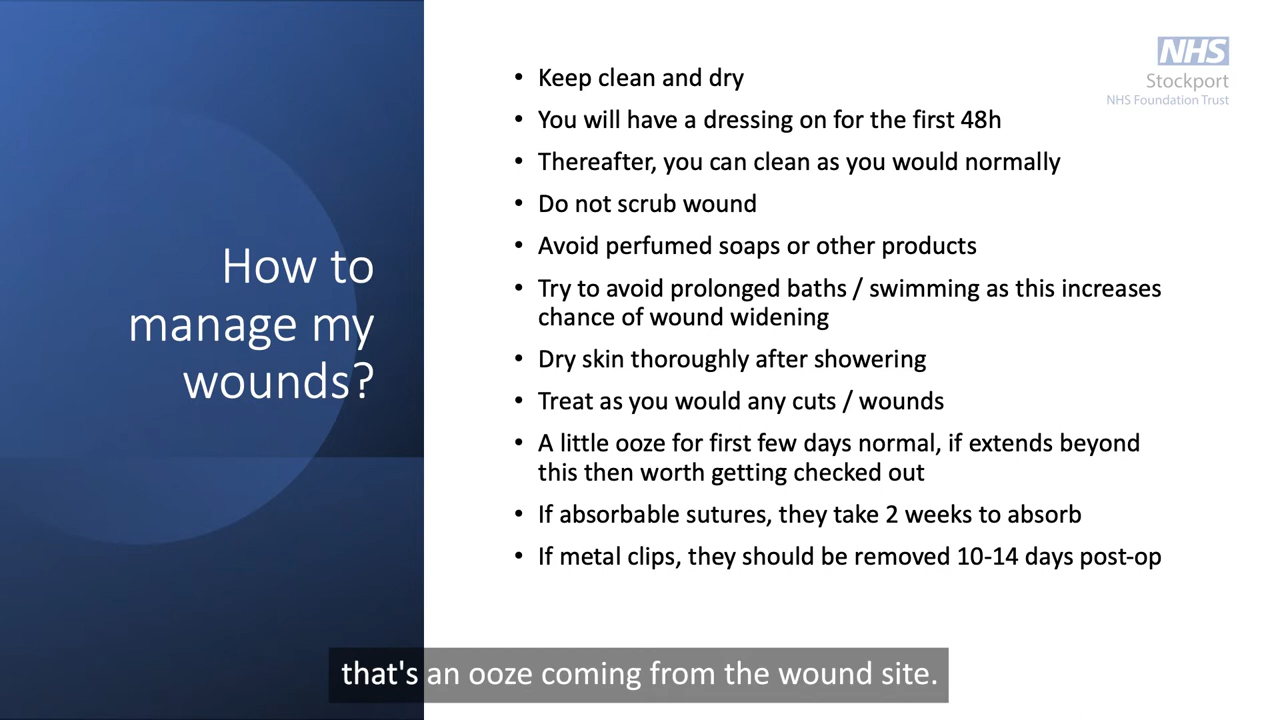 How to
manage my
wounds?
NHS
Stockport
NHS Foundation Trust
• Keep clean and dry
• You will have a dressing on for the first 48h
• Thereafter, you can clean as you would normally
• Do not scrub wound
• Avoid perfumed soaps or other products
• Try to avoid prolonged baths / swimming as this increases
chance of wound widening
• Dry skin thoroughly after showering
• Treat as you would any cuts / wounds
• A little ooze for first few days normal, if extends beyond
this then worth getting checked out
• If absorbable sutures, they take 2 weeks to absorb
• If metal clips, they should be removed 10-14 days post-op
that's an ooze coming from the wound site.